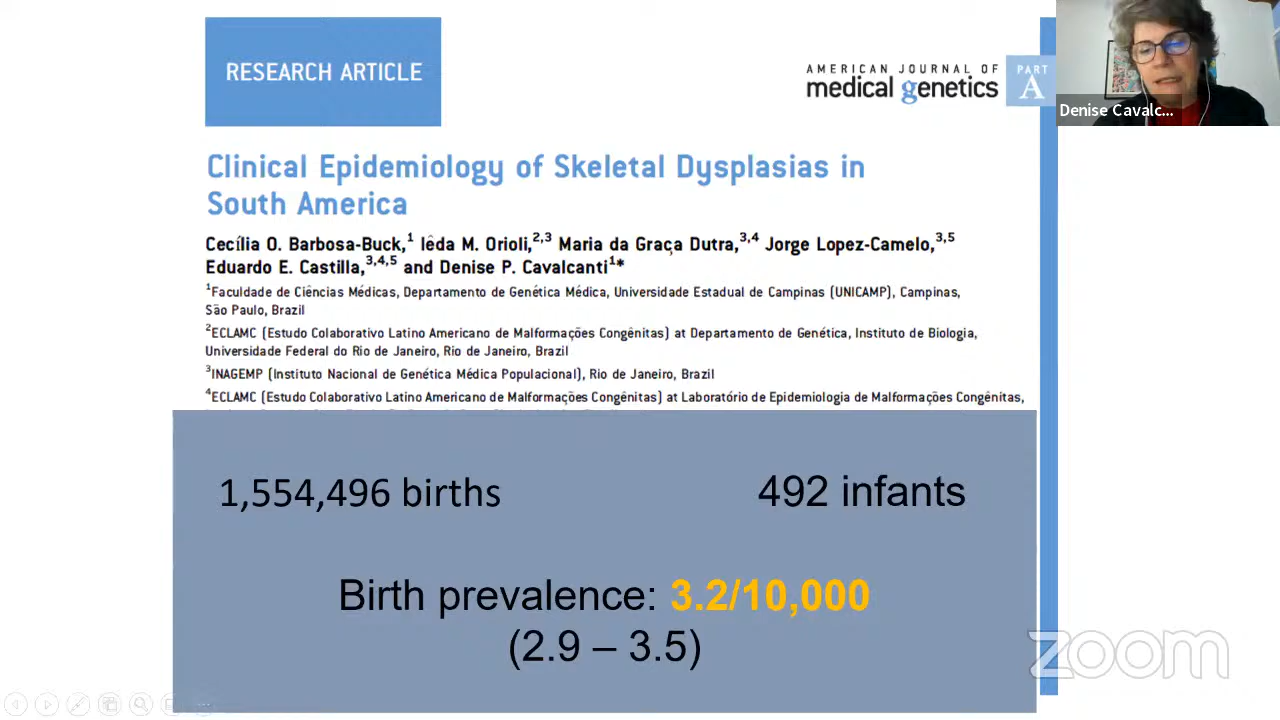 RESEARCH ARTICLE
AMERICAN JOURNAL OF
medical genetics
PART
A
Denise Cavalc...
Clinical Epidemiology of Skeletal Dysplasias in
South America
Cecília O. Barbosa-Buck,¹ Iêda M. Orioli,²,³ Maria da Graça Dutra,³,⁴ Jorge Lopez-Camelo,³,⁵
Eduardo E. Castilla,³,⁴,⁵ and Denise P. Cavalcanti¹*
¹Faculdade de Ciências Médicas, Departamento de Genética Médica, Universidade Estadual de Campinas (UNICAMP), Campinas,
São Paulo, Brazil
²ECLAMC (Estudo Colaborativo Latino Americano de Malformações Congênitas) at Departamento de Genética, Instituto de Biologia,
Universidade Federal do Rio de Janeiro, Rio de Janeiro, Brazil
³INAGEMP (Instituto Nacional de Genética Médica Populacional), Rio de Janeiro, Brazil
⁴ECLAMC (Estudo Colaborativo Latino Americano de Malformações Congênitas) at Laboratório de Epidemiologia de Malformações Congênitas,
1,554,496 births
492 infants
Birth prevalence: 3.2/10,000
(2.9 – 3.5)
zoom